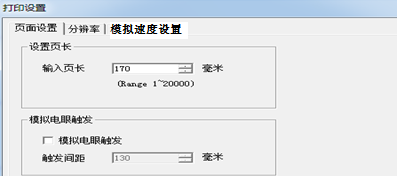 打印设置
页面设置 分辨率 模拟速度设置
设置页长
输入页长 170 毫米
(Range 1~20000)
模拟电眼触发
模拟电眼触发
触发间距 130 毫米